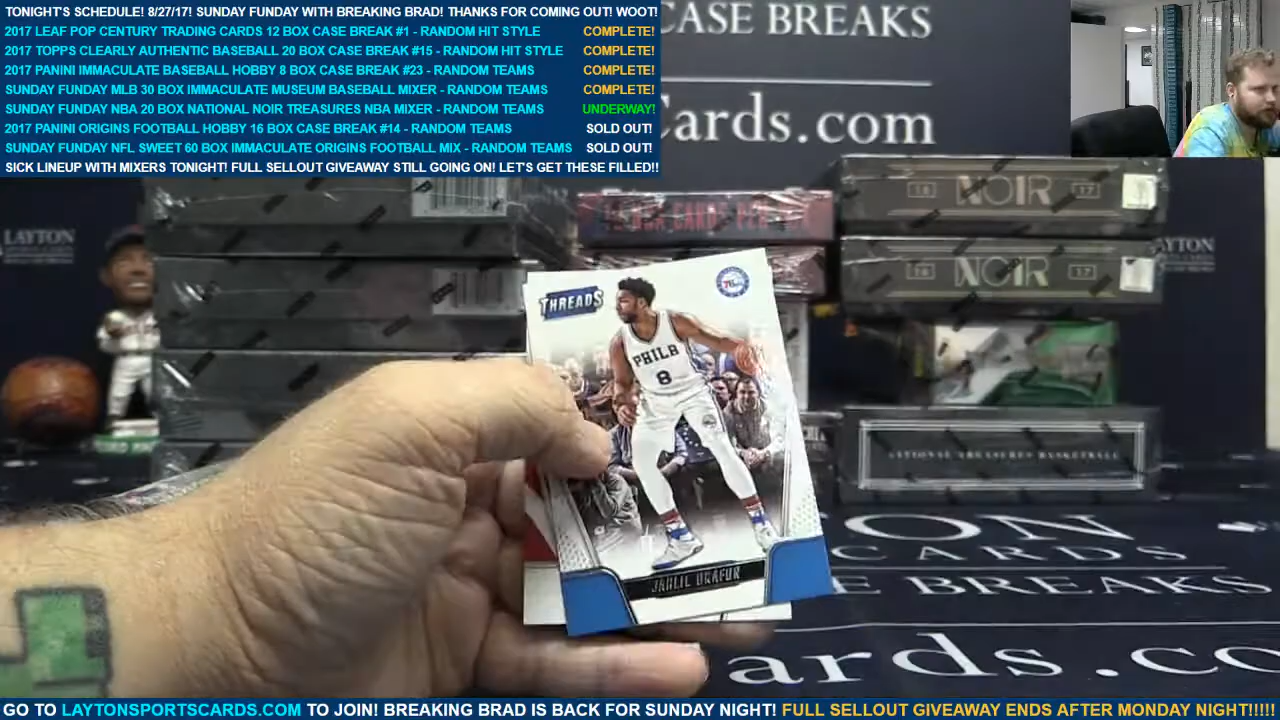 TONIGHT'S SCHEDULE! 8/27/17! SUNDAY FUNDAY WITH BREAKING BRAD! THANKS FOR COMING OUT! WOOT!
2017 LEAF POP CENTURY TRADING CARDS 12 BOX CASE BREAK #1 - RANDOM HIT STYLE COMPLETE!
2017 TOPPS CLEARLY AUTHENTIC BASEBALL 20 BOX CASE BREAK #15 - RANDOM HIT STYLE COMPLETE!
2017 PANINI IMMACULATE BASEBALL HOBBY 8 BOX CASE BREAK #23 - RANDOM TEAMS COMPLETE!
SUNDAY FUNDAY MLB 30 BOX IMMACULATE MUSEUM BASEBALL MIXER - RANDOM TEAMS COMPLETE!
SUNDAY FUNDAY NBA 20 BOX NATIONAL NOIR TREASURES NBA MIXER - RANDOM TEAMS UNDERWAY!
2017 PANINI ORIGINS FOOTBALL HOBBY 16 BOX CASE BREAK #14 - RANDOM TEAMS SOLD OUT!
SUNDAY FUNDAY NFL SWEET 60 BOX IMMACULATE ORIGINS FOOTBALL MIX - RANDOM TEAMS SOLD OUT!
SICK LINEUP WITH MIXERS TONIGHT! FULL SELLOUT GIVEAWAY STILL GOING ON! LET'S GET THESE FILLED!!
CASE BREAKS
Cards.com
16 NOIR 17
LAYTON
LAYTON
16 NOIR 17
THREADS
76ers
PHILA
8
JAHLIL OKAFOR
NATIONAL TREASURES BASKETBALL
ON
CARDS
E BREAKS
ards.co
GO TO LAYTONSPORTSCARDS.COM TO JOIN! BREAKING BRAD IS BACK FOR SUNDAY NIGHT! FULL SELLOUT GIVEAWAY ENDS AFTER MONDAY NIGHT!!!!!